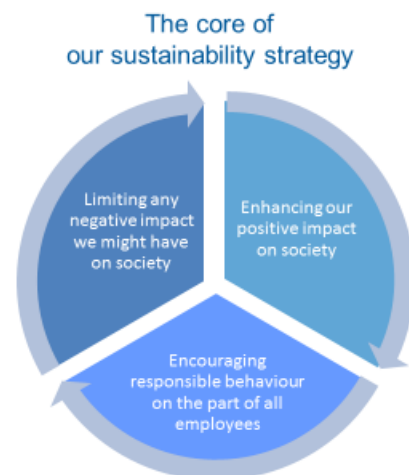 The core of
our sustainability strategy
Limiting any
negative impact
we might have
on society
Enhancing our
positive impact
on society
Encouraging
responsible behaviour
on the part of all
employees